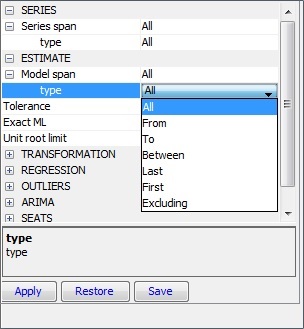 SERIES
Series span All
type All
ESTIMATE
Model span All
type All
Tolerance All
Exact ML From
Unit root limit To
TRANSFORMATION Between
REGRESSION Last
OUTLIERS First
ARIMA Excluding
SEATS
type
type
Apply Restore Save